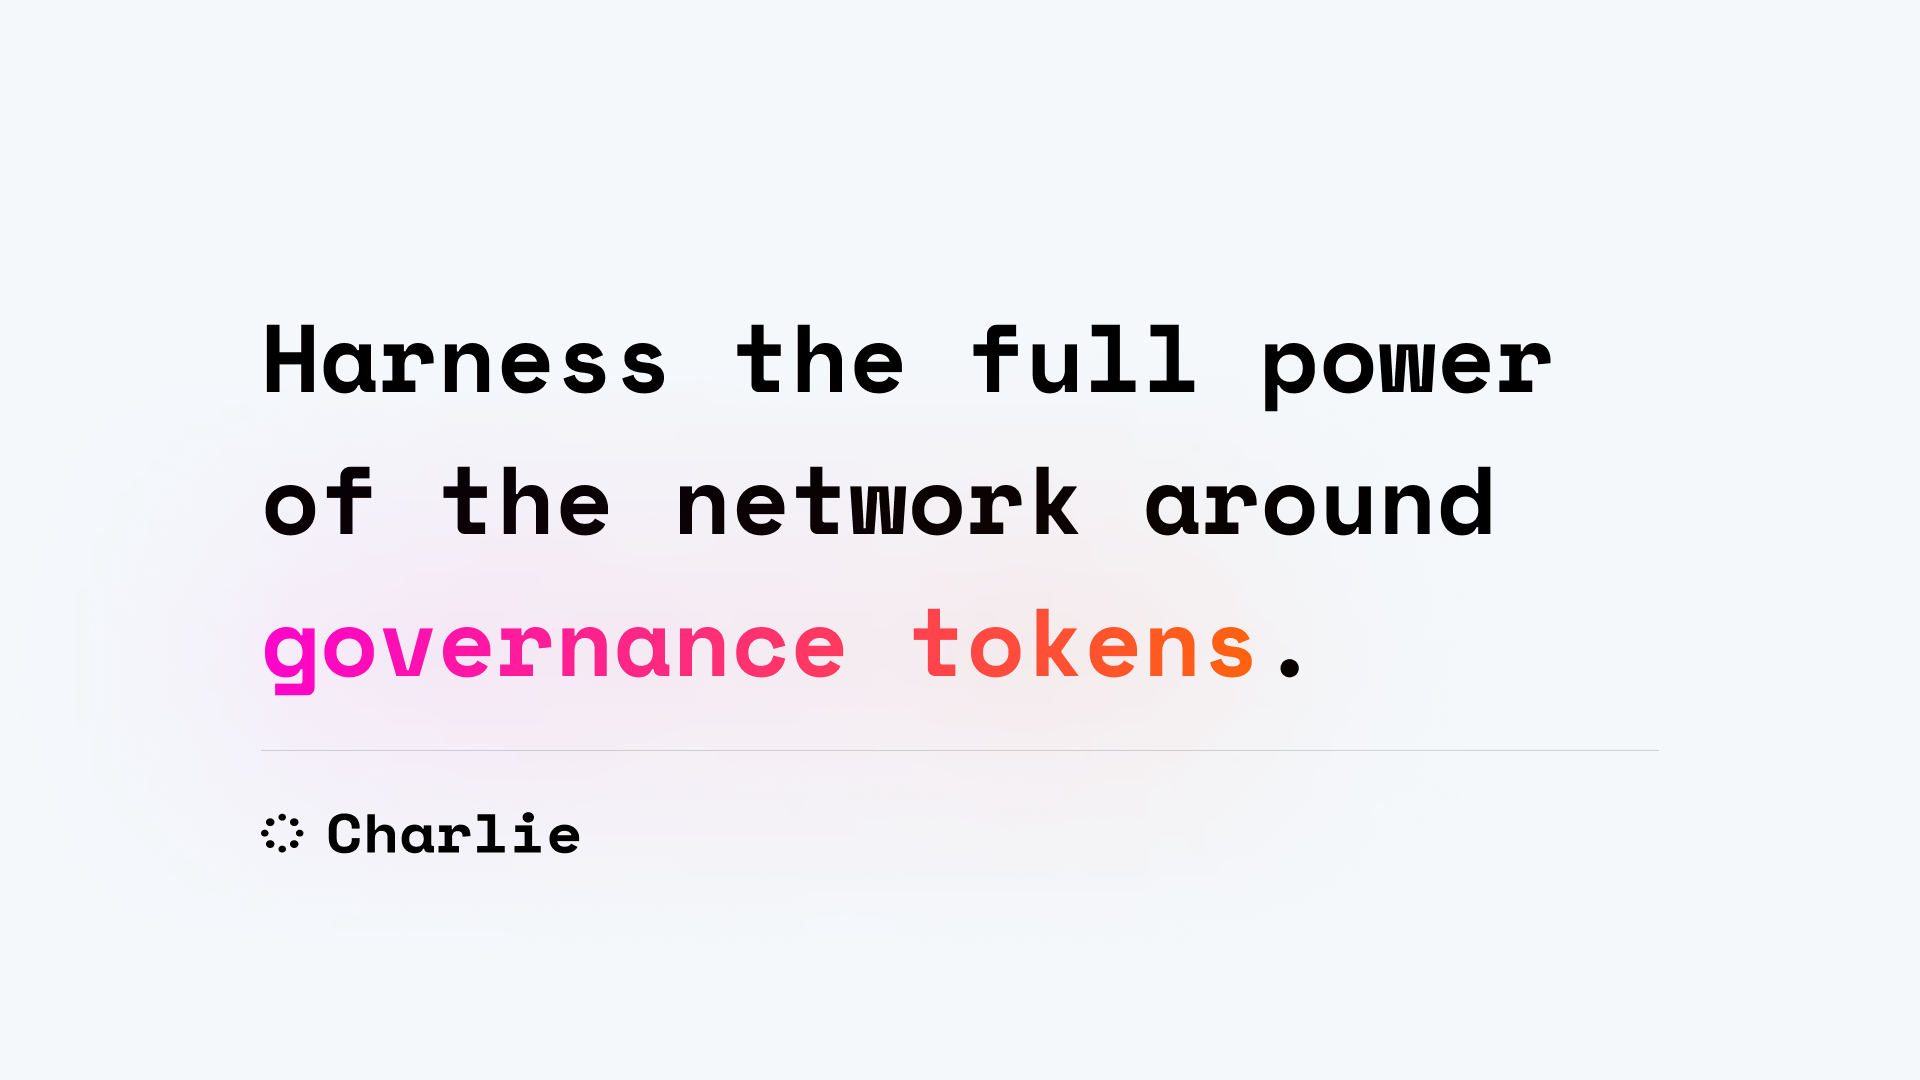 Harness the full power
of the network around
governance tokens.
Charlie